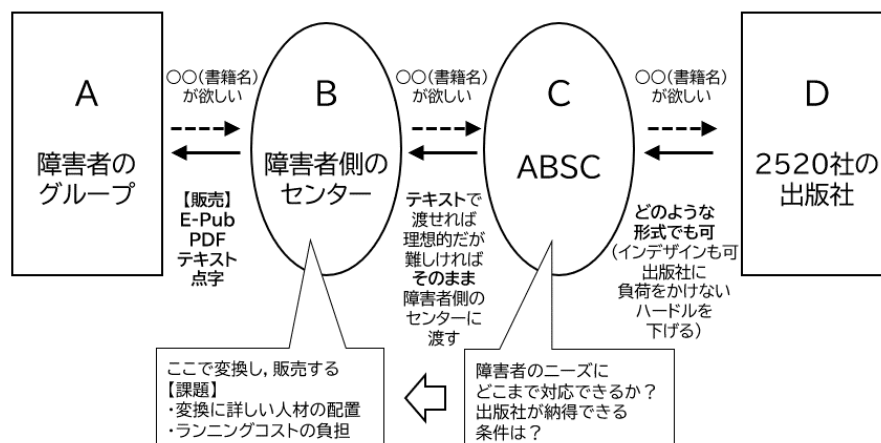 A
障害者の
グループ
○○(書籍名)
が欲しい
【販売】
E-Pub
PDF
テキスト
点字
B
障害者側の
センター
○○(書籍名)
が欲しい
テキストで
渡せれば
理想的だが
難しければ
そのまま
障害者側の
センターに
渡す
C
ABSC
○○(書籍名)
が欲しい
どのような
形式でも可
(インデザインも可
出版社に
負荷をかけない
ハードルを
下げる)
D
2520社の
出版社
ここで変換し,販売する
【課題】
・変換に詳しい人材の配置
・ランニングコストの負担
障害者のニーズに
どこまで対応できるか?
出版社が納得できる
条件は?